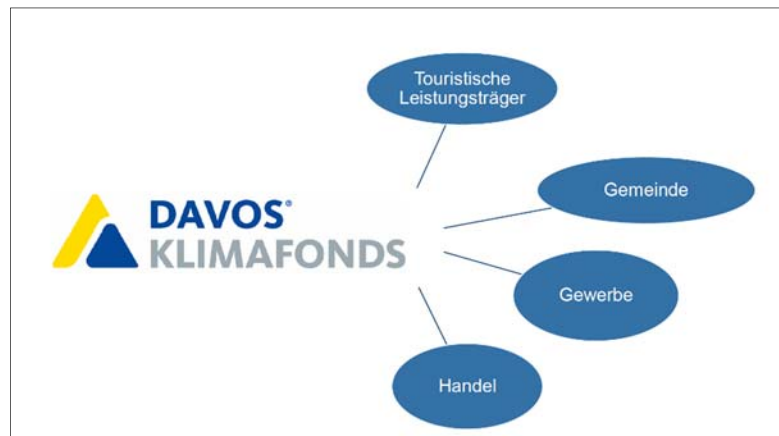 Touristische
Leistungsträger
Gemeinde
DAVOS®
KLIMAFONDS
Gewerbe
Handel